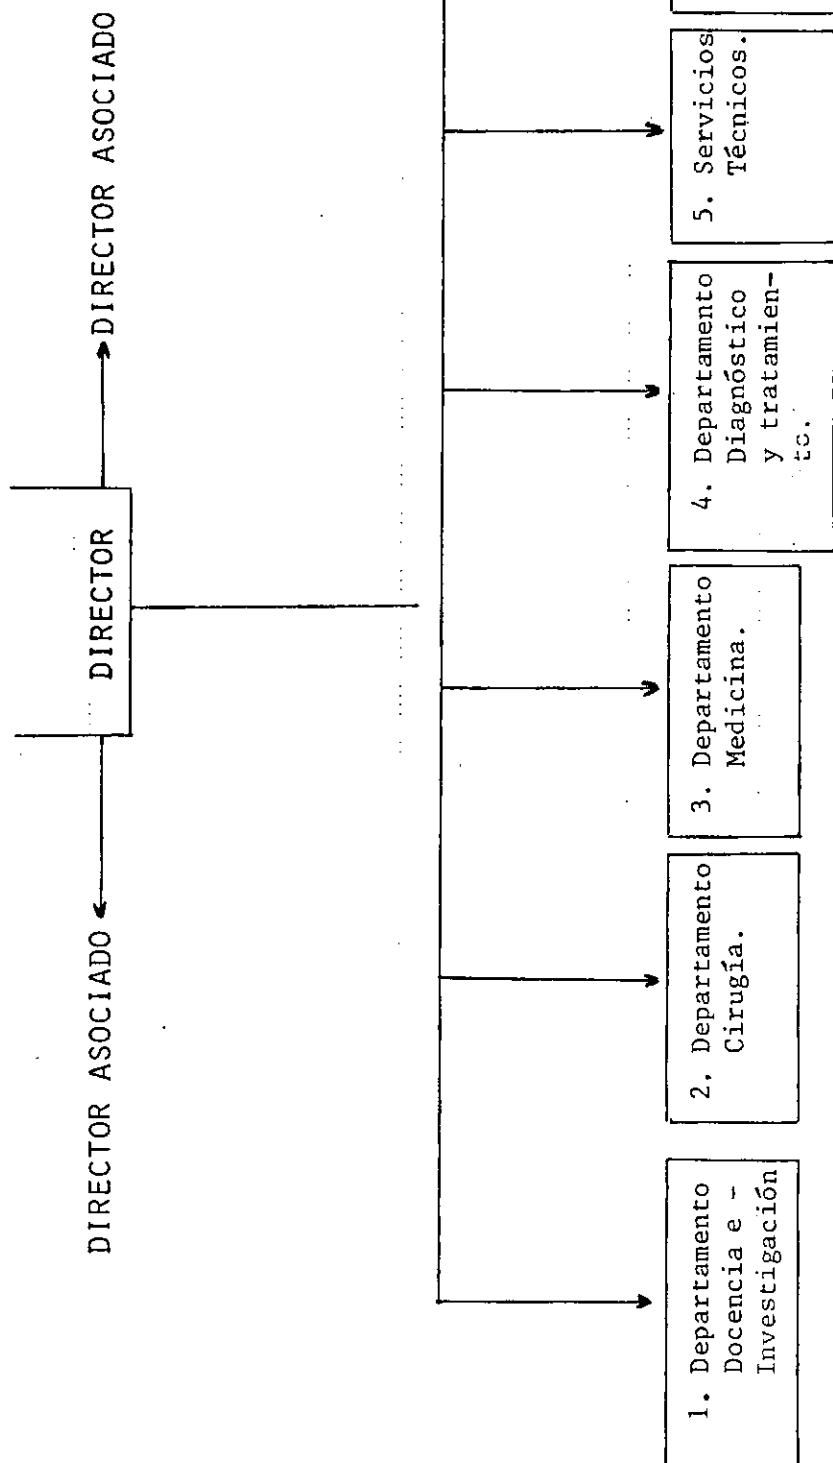 DIRECTOR
DIRECTOR ASOCIADO
DIRECTOR ASOCIADO
1. Departamento
Docencia e -
Investigación
2. Departamento
Cirugía.
3. Departamento
Medicina.
4. Departamento
Diagnóstico
y tratamien-
to.
5. Servicios
Técnicos.